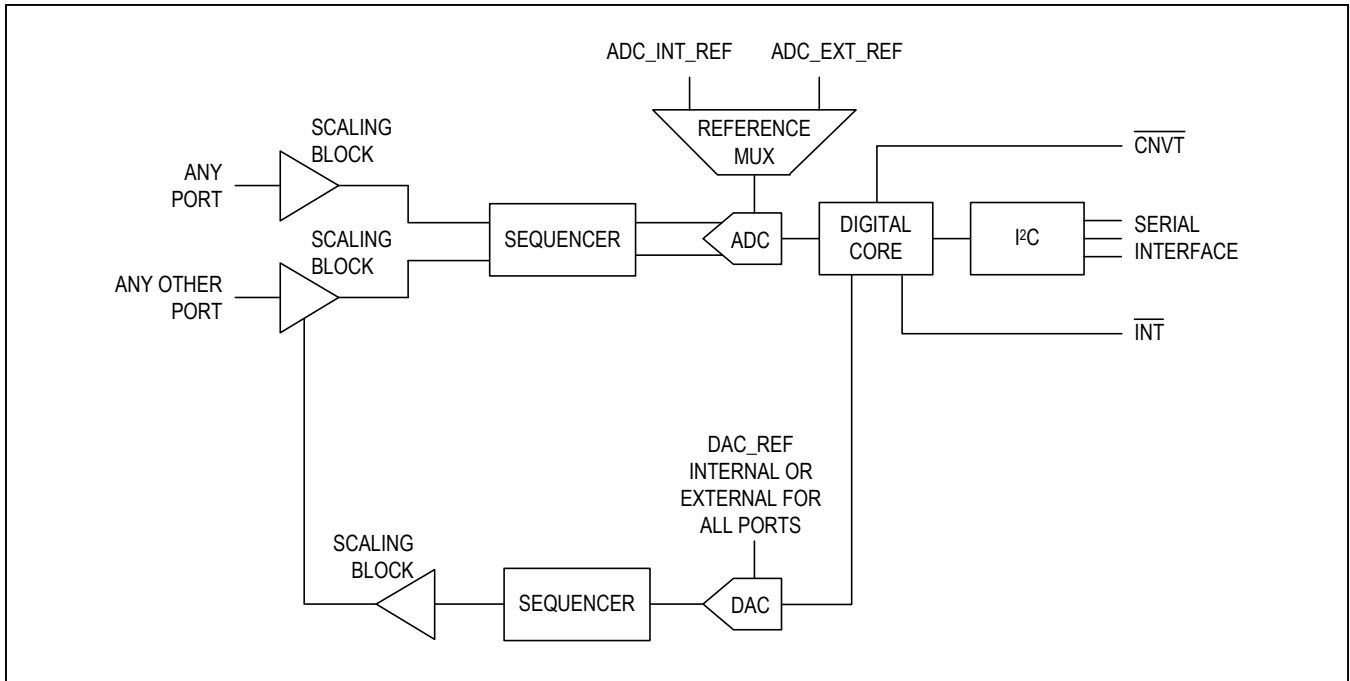 ADC_INT_REF
ADC_EXT_REF
REFERENCE
MUX
SCALING
BLOCK
ANY
PORT
SCALING
BLOCK
ANY OTHER
PORT
SEQUENCER
ADC
DIGITAL
CORE
I²C
CNVT
SERIAL
INTERFACE
INT
DAC_REF
INTERNAL OR
EXTERNAL FOR
ALL PORTS
SCALING
BLOCK
SEQUENCER
DAC